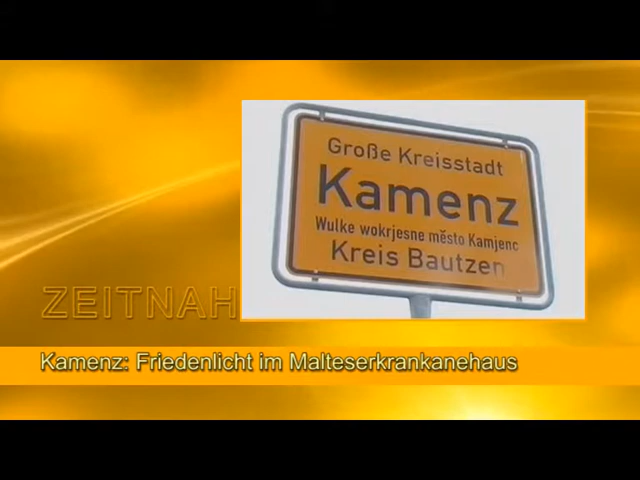 Große Kreisstadt
Kamenz
Wulke wokrjesne město Kamjenc
Kreis Bautzen
ZEITNAH
Kamenz: Friedenlicht im Malteserkrankanehaus